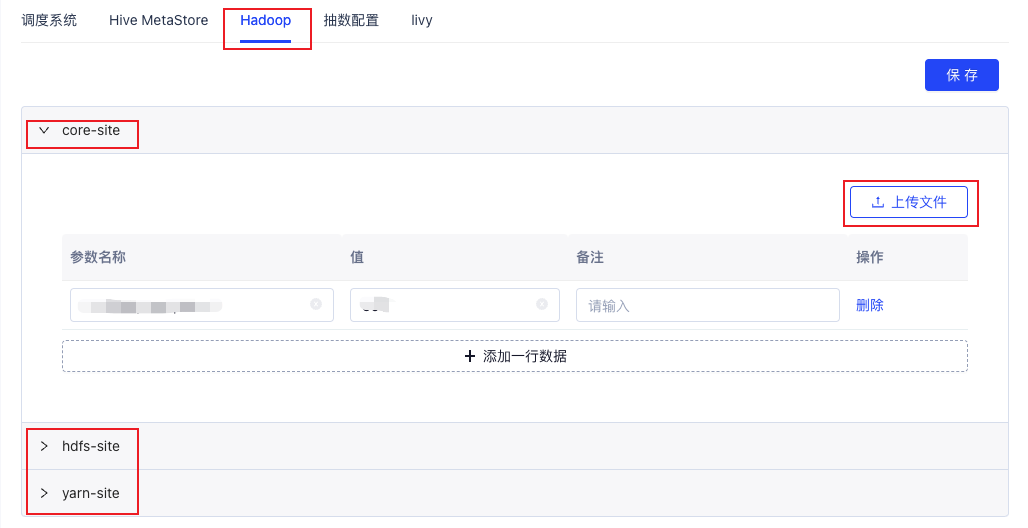 调度系统 Hive MetaStore Hadoop 抽数配置 livy
保 存
core-site
上传文件
参数名称 值 备注 操作
请输入 删除
+ 添加一行数据
hdfs-site
yarn-site